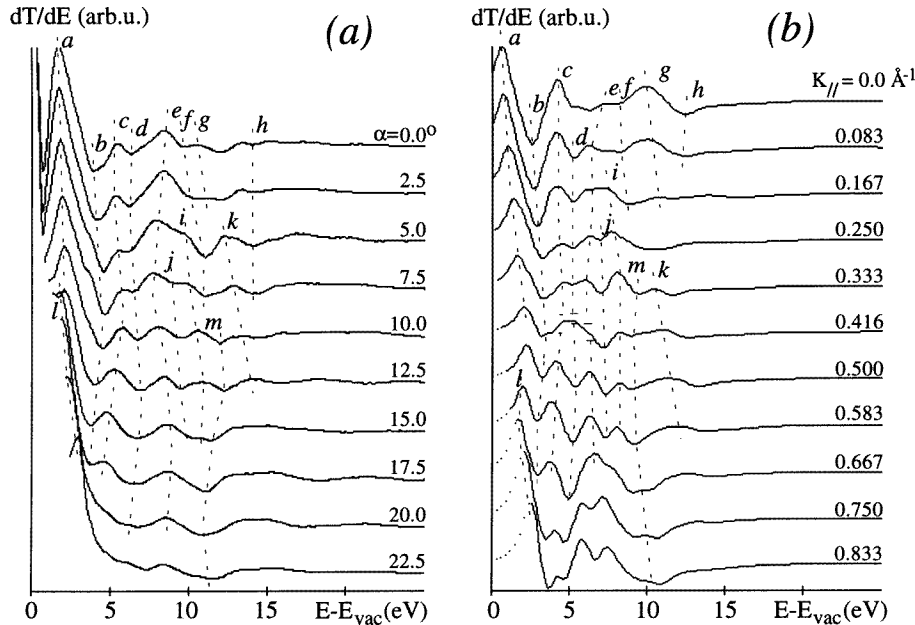 dT/dE (arb.u.)
(a)
a
b
c
d
e
f
g
h
i
j
k
l
m
α=0.0°
2.5
5.0
7.5
10.0
12.5
15.0
17.5
20.0
22.5
0
5
10
15
E-Evac(eV)
dT/dE (arb.u.)
(b)
a
b
c
d
e
f
g
h
i
j
k
l
m
K//= 0.0 Å-1
0.083
0.167
0.250
0.333
0.416
0.500
0.583
0.667
0.750
0.833
0
5
10
15
E-Evac(eV)